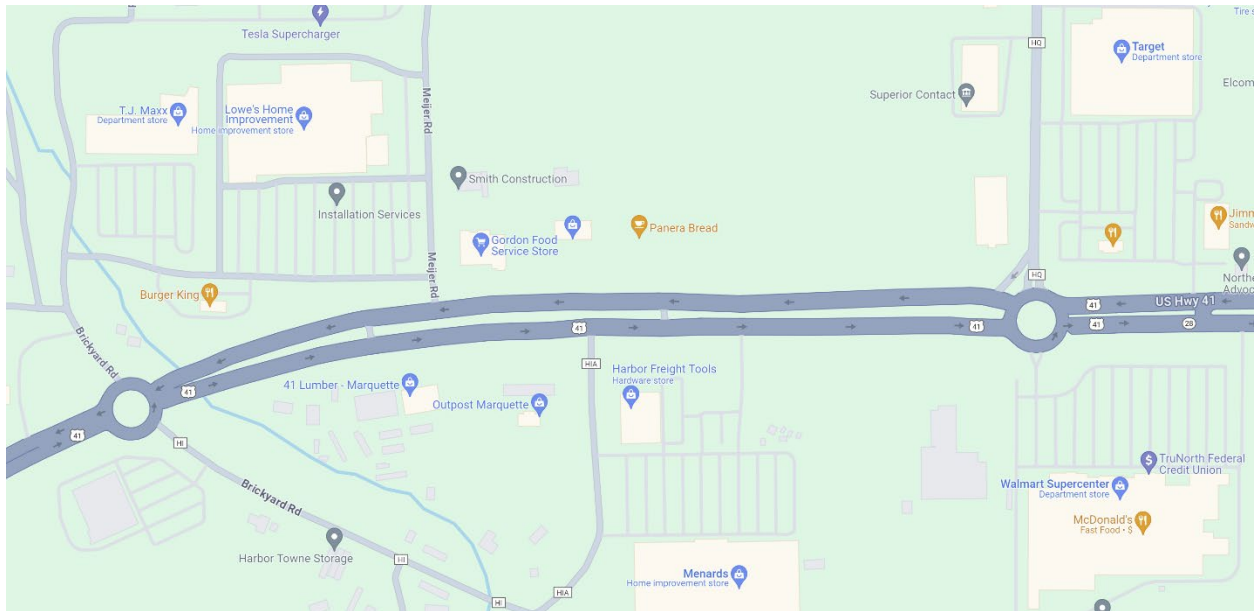 Tesla Supercharger
HQ
Target
Department store
Tire s
Superior Contact
Elcom
T.J. Maxx
Department store
Lowe's Home
Improvement
Home improvement store
Meijer Rd
Smith Construction
Installation Services
Panera Bread
Gordon Food
Service Store
Jimm
Sandw
Northe
Advoc
HQ
Meijer Rd
Burger King
US Hwy 41
41
41
41
41
28
41
HIA
Brickyard Rd
41
Harbor Freight Tools
Hardware store
41 Lumber - Marquette
Outpost Marquette
41
HI
TruNorth Federal
Credit Union
Walmart Supercenter
Department store
McDonald's
Fast Food • $
Brickyard Rd
Harbor Towne Storage
HI
Menards
Home improvement store
HIA
HI